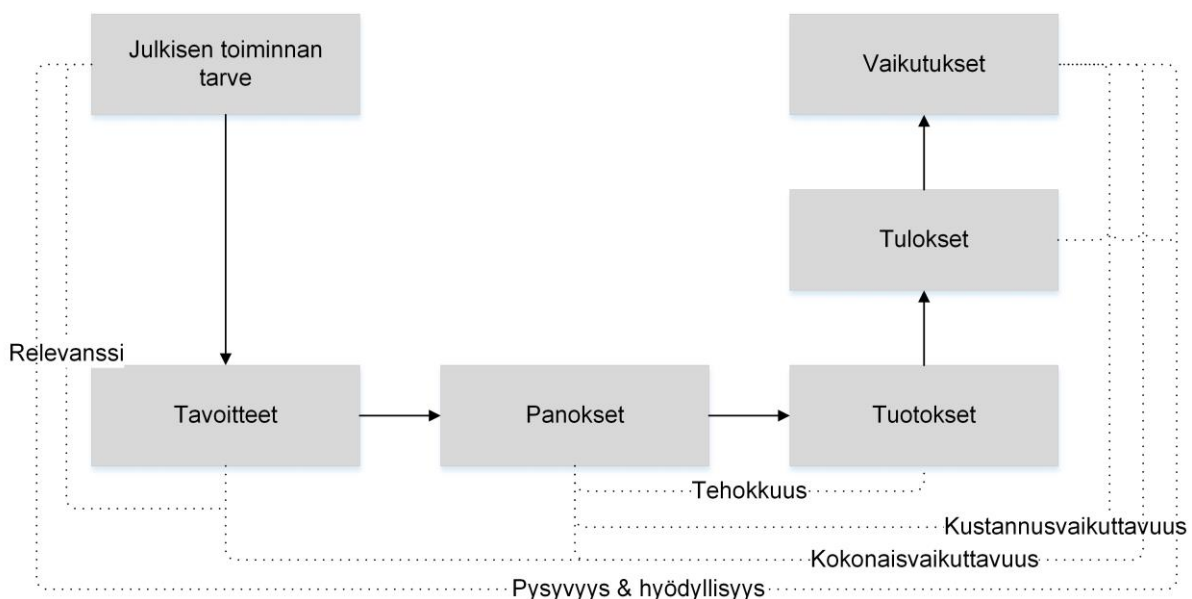 Julkisen toiminnan
tarve
Vaikutukset
Tulokset
Relevanssi
Tavoitteet
Panokset
Tuotokset
Tehokkuus
Kustannusvaikuttavuus
Kokonaisvaikuttavuus
Pysyvyys & hyödyllisyys